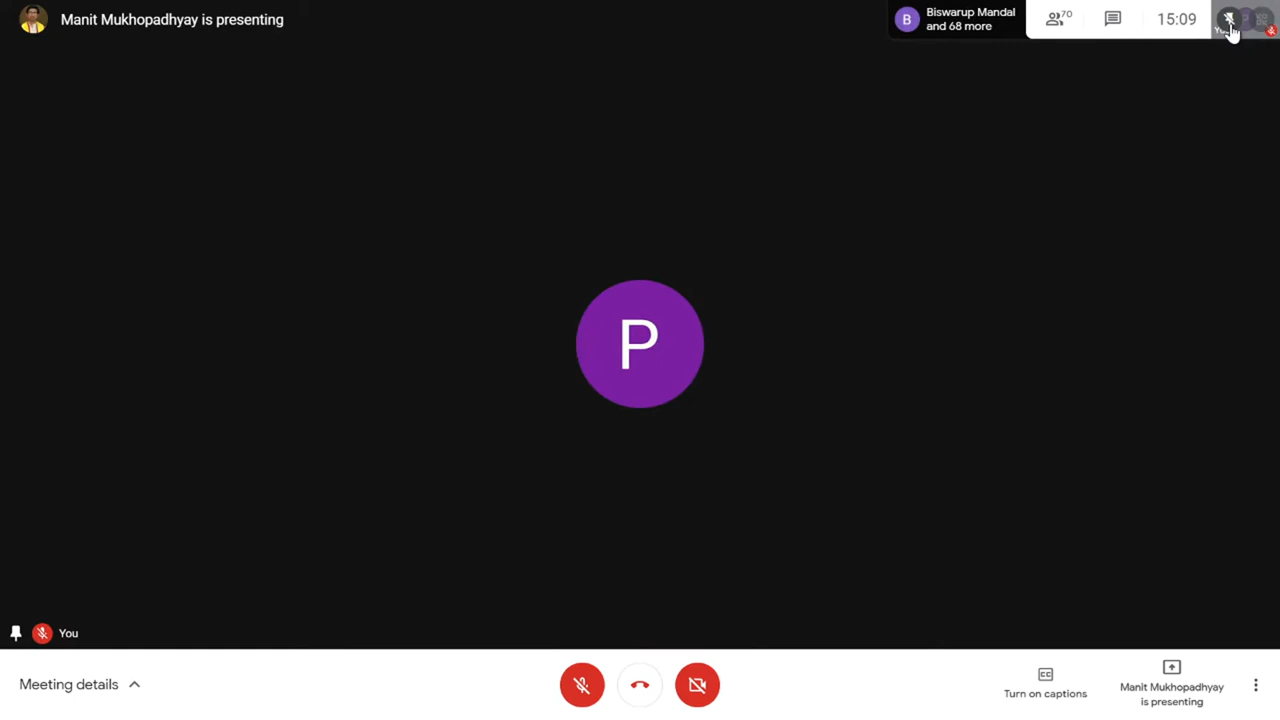 Manit Mukhopadhyay is presenting
B
Biswarup Mandal
and 68 more
70
15:09
P
You
Meeting details
CC
Turn on captions
Manit Mukhopadhyay
is presenting